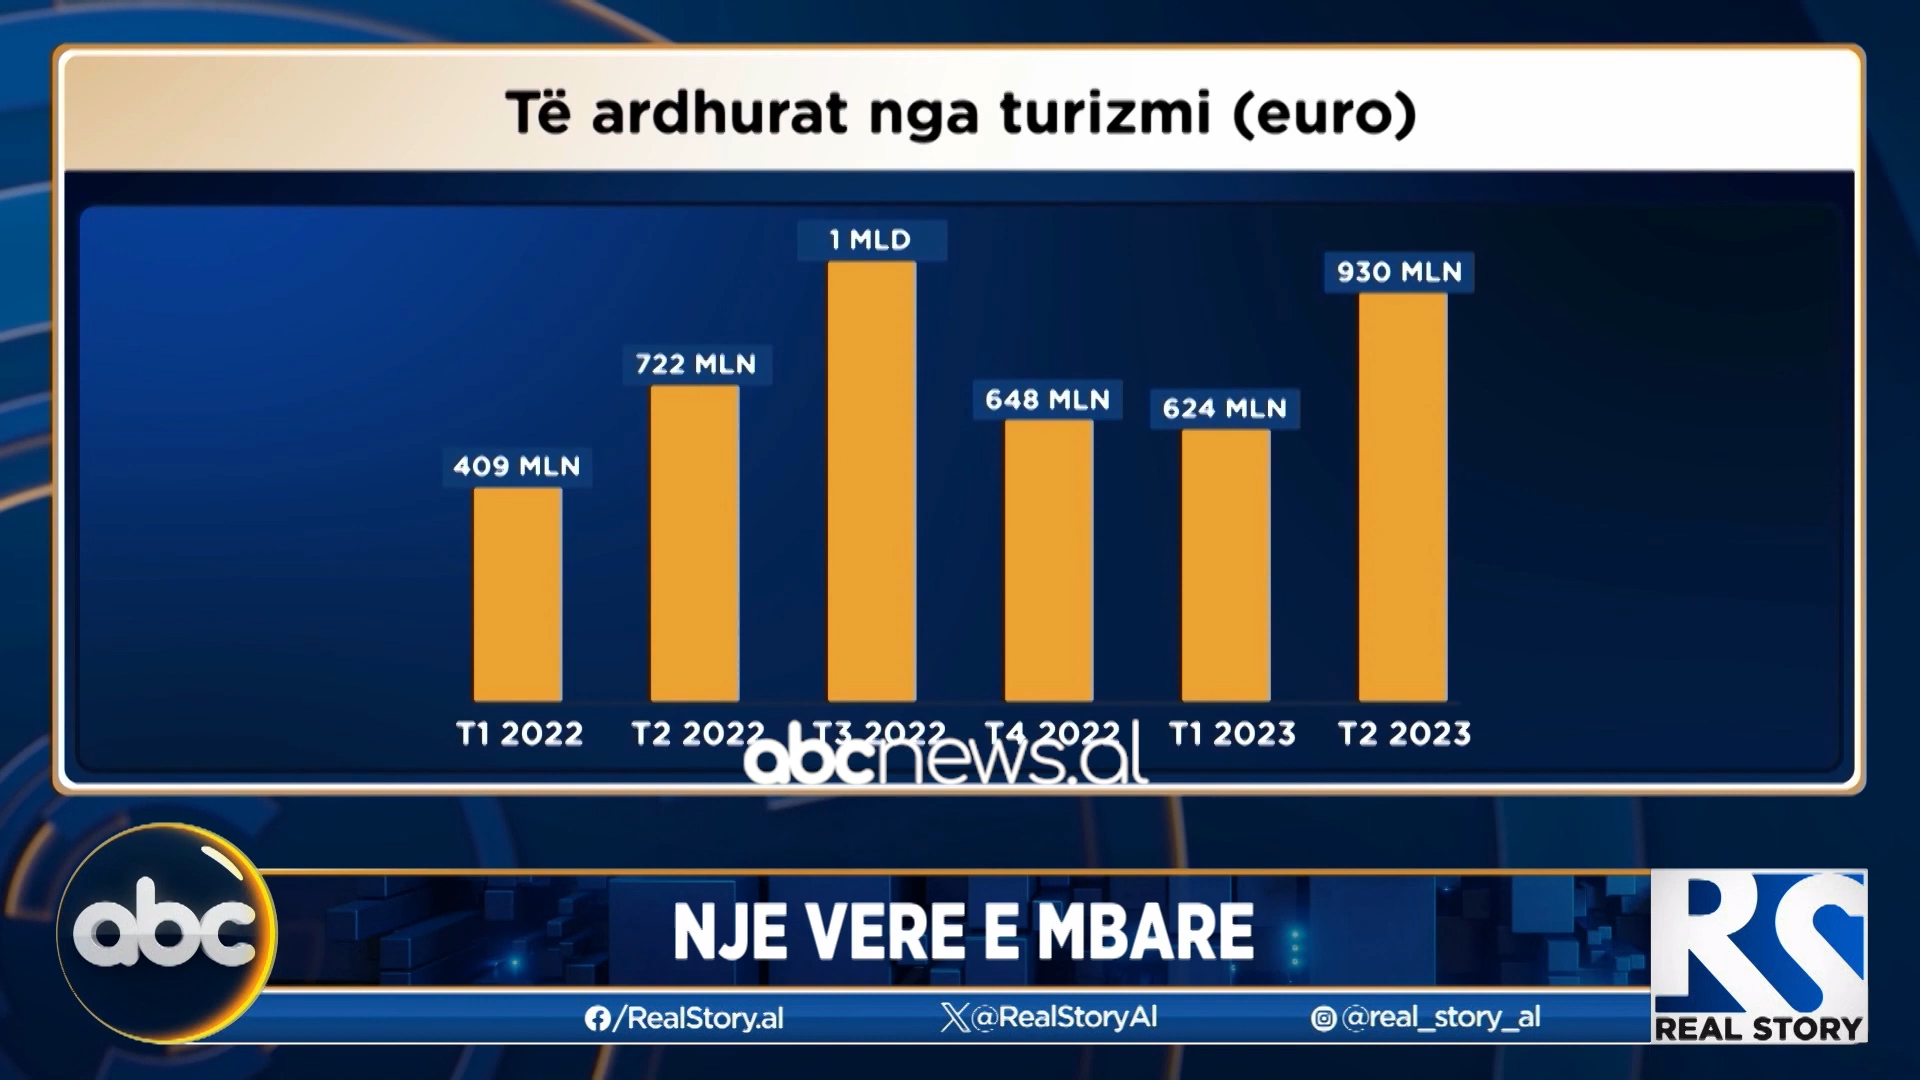 Të ardhurat nga turizmi (euro)
1 MLD
930 MLN
722 MLN
648 MLN
624 MLN
409 MLN
T1 2022 T2 2022 T3 2022 T4 2022 T1 2023 T2 2023
abcnews.al
abc
NJE VERE E MBARE
RS
/RealStory.al @RealStoryAl @real_story_al
REAL STORY